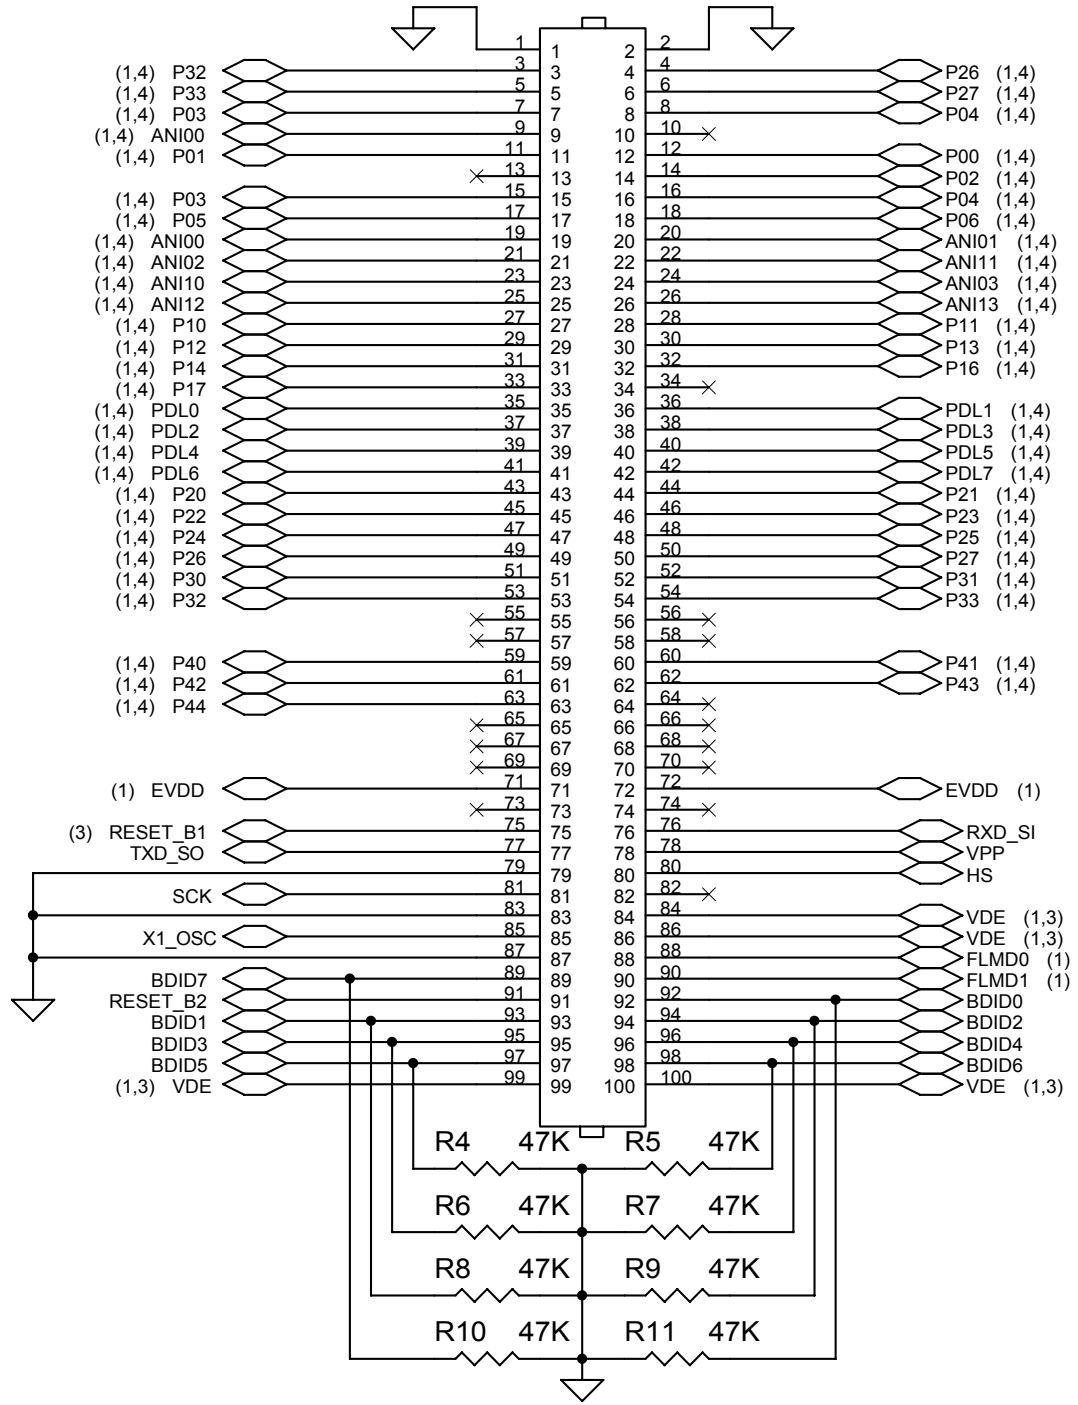 1 1 2 2
(1,4) P32 3 3 4 4 P26 (1,4)
(1,4) P33 5 5 6 6 P27 (1,4)
(1,4) P03 7 7 8 8 P04 (1,4)
(1,4) ANI00 9 9 10 10
(1,4) P01 11 11 12 12 P00 (1,4)
13 13 14 14 P02 (1,4)
(1,4) P03 15 15 16 16 P04 (1,4)
(1,4) P05 17 17 18 18 P06 (1,4)
(1,4) ANI00 19 19 20 20 ANI01 (1,4)
(1,4) ANI02 21 21 22 22 ANI11 (1,4)
(1,4) ANI10 23 23 24 24 ANI03 (1,4)
(1,4) ANI12 25 25 26 26 ANI13 (1,4)
(1,4) P10 27 27 28 28 P11 (1,4)
(1,4) P12 29 29 30 30 P13 (1,4)
(1,4) P14 31 31 32 32 P16 (1,4)
(1,4) P17 33 33 34 34
(1,4) PDL0 35 35 36 36 PDL1 (1,4)
(1,4) PDL2 37 37 38 38 PDL3 (1,4)
(1,4) PDL4 39 39 40 40 PDL5 (1,4)
(1,4) PDL6 41 41 42 42 PDL7 (1,4)
(1,4) P20 43 43 44 44 P21 (1,4)
(1,4) P22 45 45 46 46 P23 (1,4)
(1,4) P24 47 47 48 48 P25 (1,4)
(1,4) P26 49 49 50 50 P27 (1,4)
(1,4) P30 51 51 52 52 P31 (1,4)
(1,4) P32 53 53 54 54 P33 (1,4)
55 55 56 56
57 57 58 58
(1,4) P40 59 59 60 60 P41 (1,4)
(1,4) P42 61 61 62 62 P43 (1,4)
(1,4) P44 63 63 64 64
65 65 66 66
67 67 68 68
69 69 70 70
(1) EVDD 71 71 72 72 EVDD (1)
73 73 74 74
(3) RESET_B1 75 75 76 76 RXD_SI
TXD_SO 77 77 78 78 VPP
79 79 80 80 HS
SCK 81 81 82 82
83 83 84 84 VDE (1,3)
X1_OSC 85 85 86 86 VDE (1,3)
87 87 88 88 FLMD0 (1)
BDID7 89 89 90 90 FLMD1 (1)
RESET_B2 91 91 92 92 BDID0
BDID1 93 93 94 94 BDID2
BDID3 95 95 96 96 BDID4
BDID5 97 97 98 98 BDID6
(1,3) VDE 99 99 100 100 VDE (1,3)
R4 47K R5 47K
R6 47K R7 47K
R8 47K R9 47K
R10 47K R11 47K